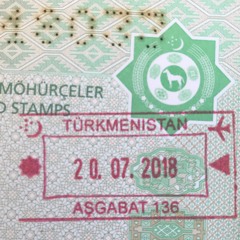 MÖHÜRÇELER
D STAMPS
TÜRKMENISTAN
20.07.2018
AŞGABAT 136